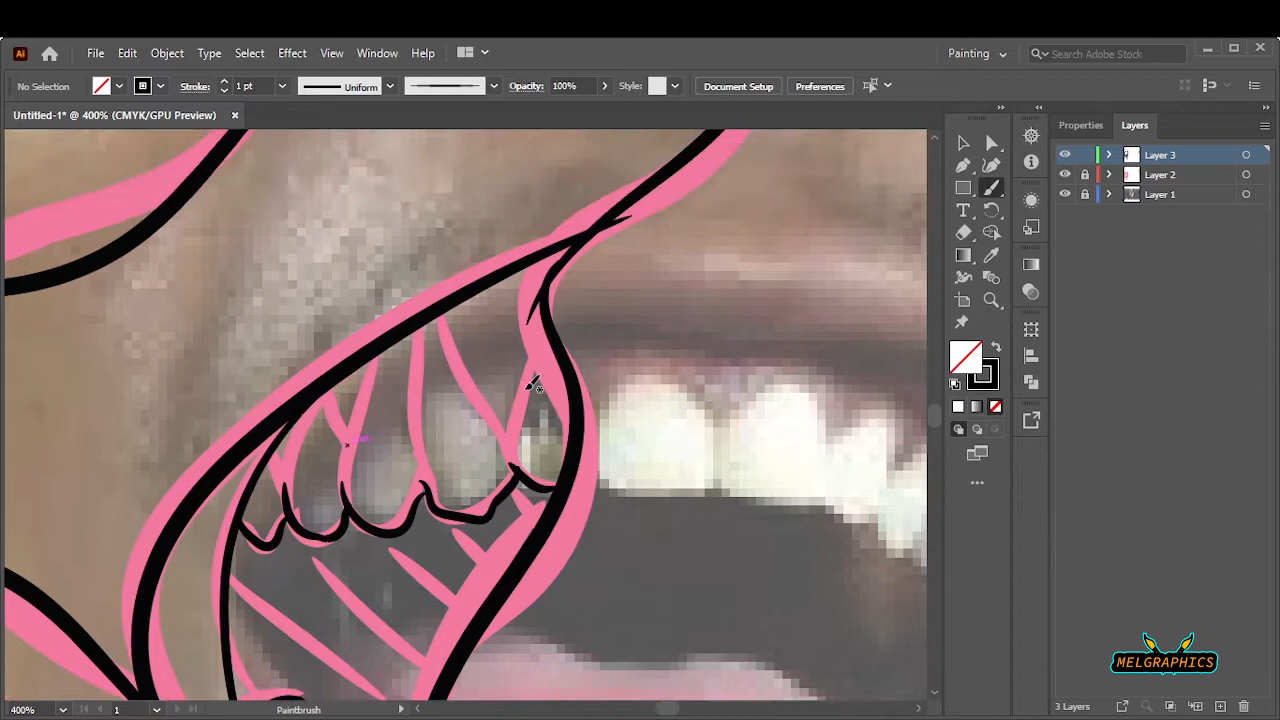 Ai File Edit Object Type Select Effect View Window Help Painting Search Adobe Stock
No Selection Stroke: 1 pt Uniform Opacity: 100% Style: Document Setup Preferences
Untitled-1* @ 400% (CMYK/GPU Preview)
Properties Layers
Layer 3
Layer 2
Layer 1
MELGRAPHICS
400% 1 Paintbrush 3 Layers